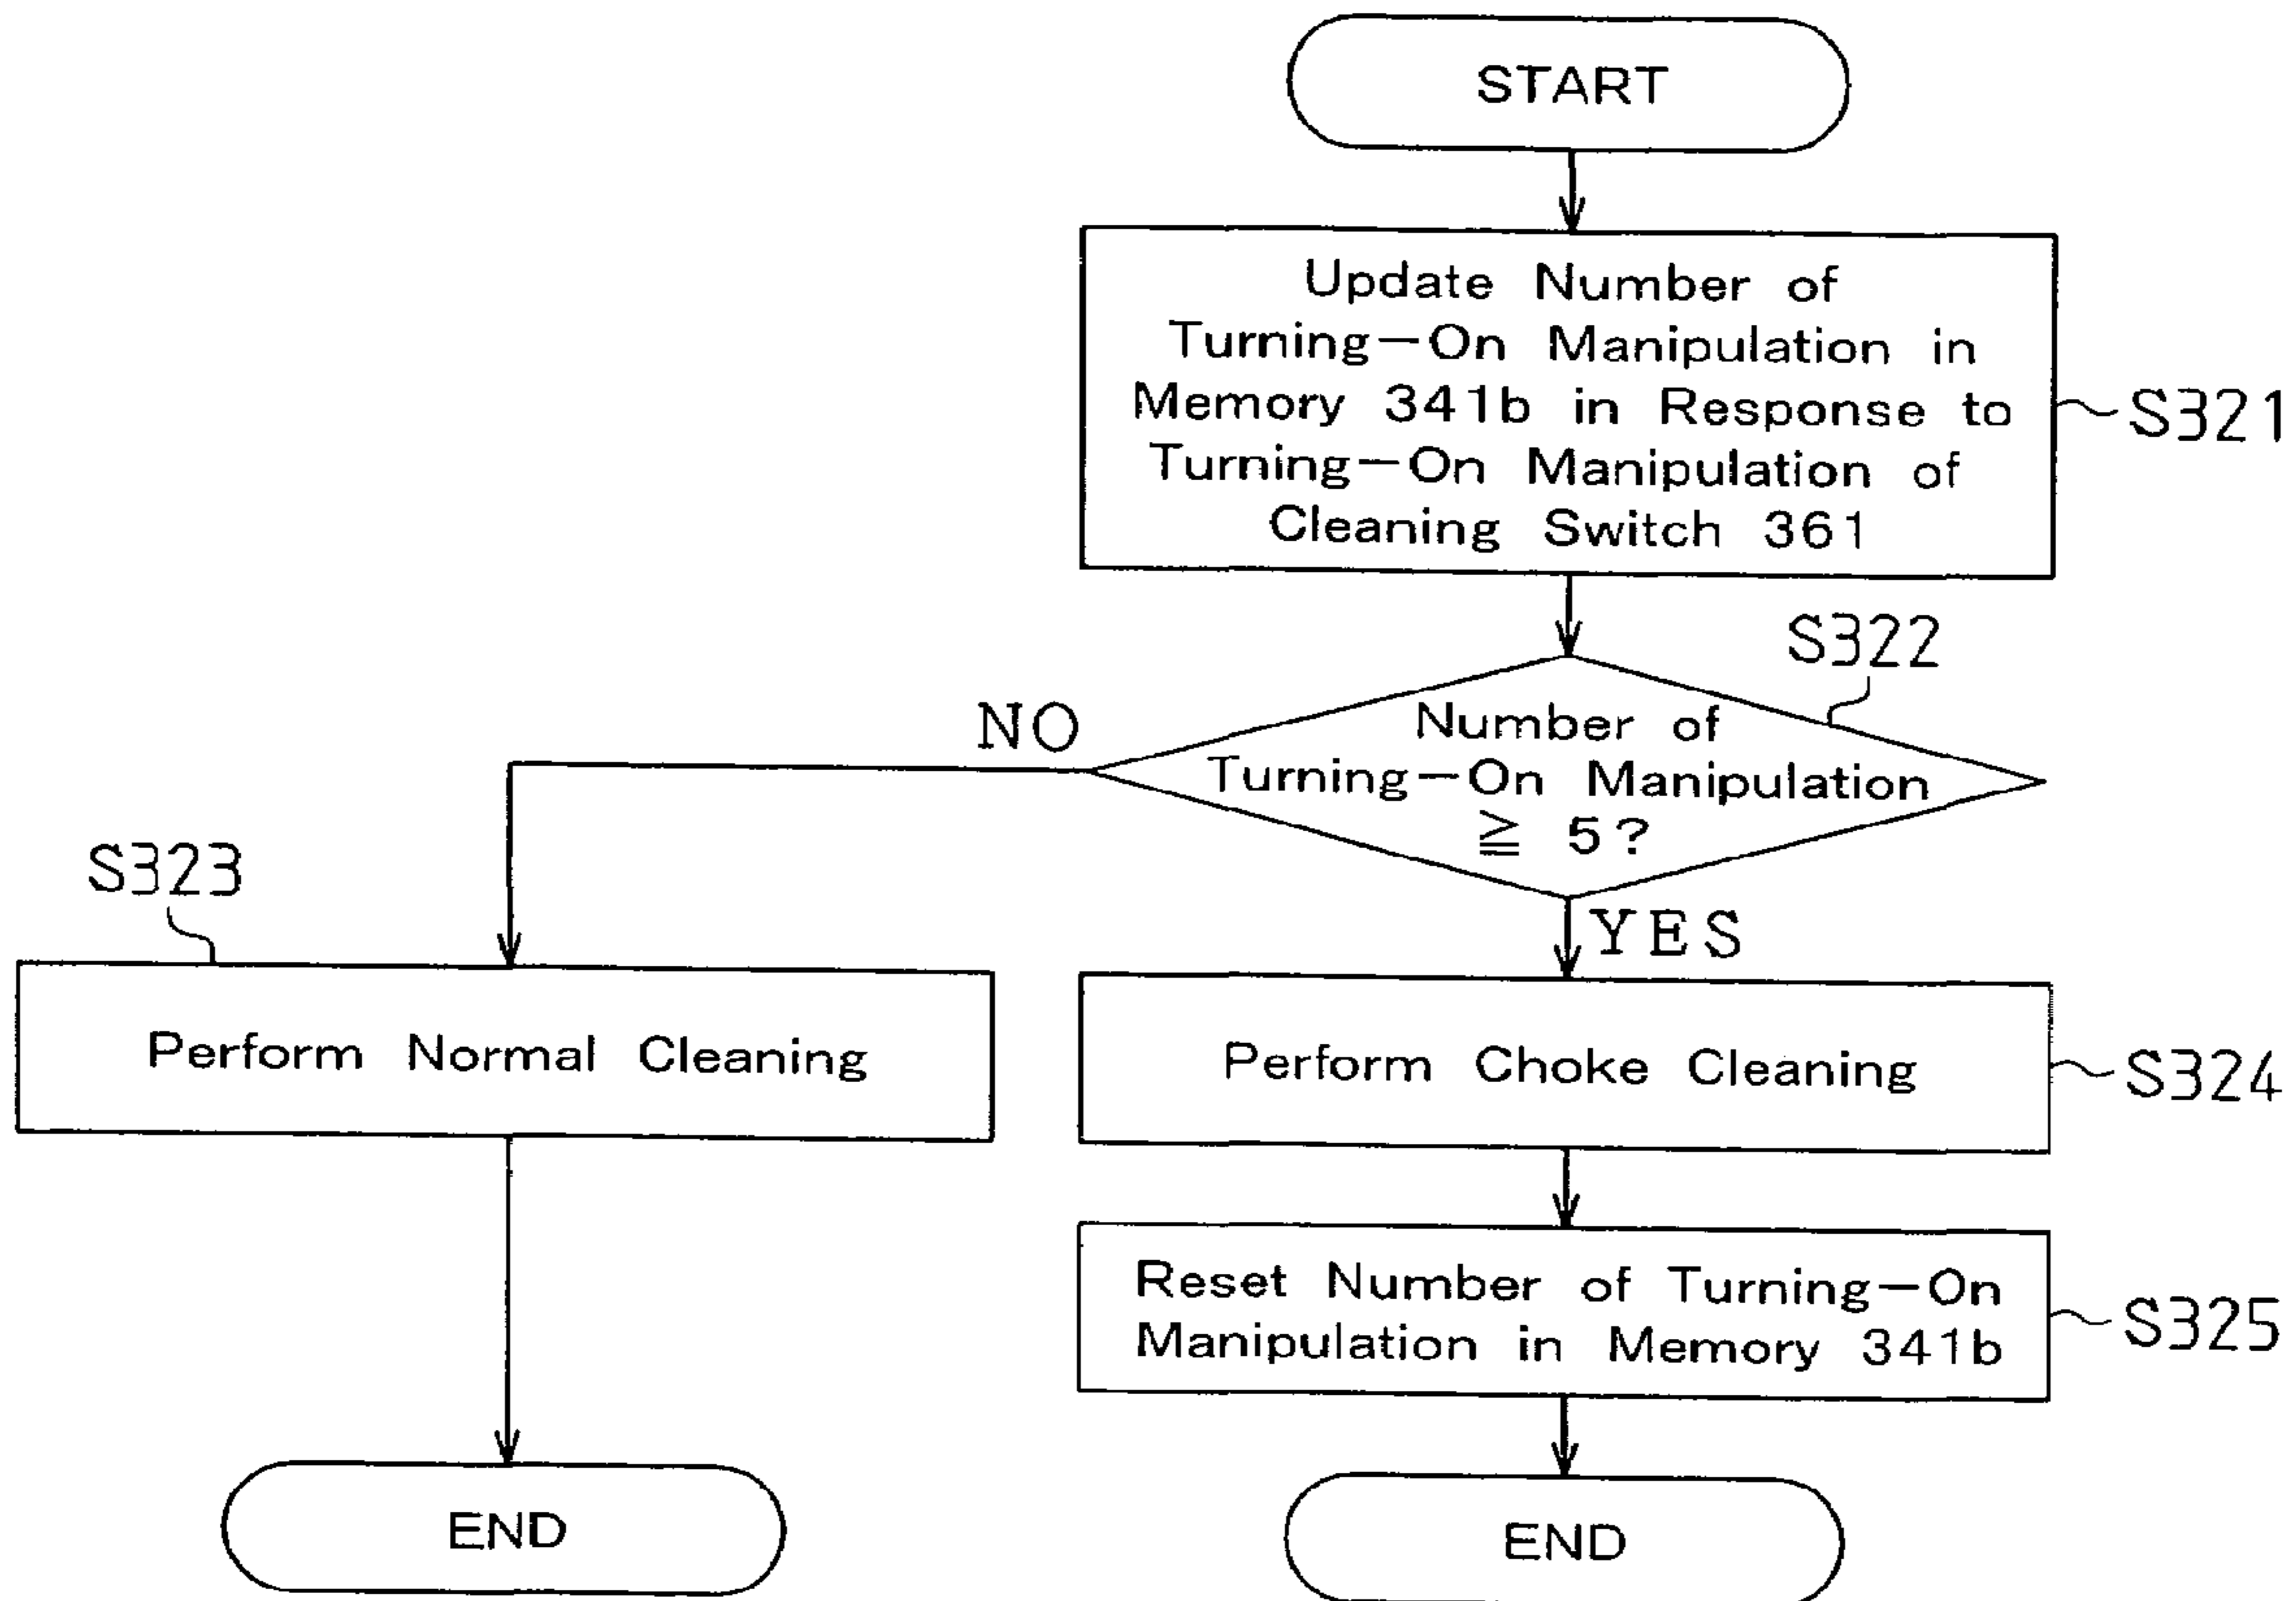 START
Update Number of
Turning-On Manipulation in
Memory 341b in Response to
Turning-On Manipulation of
Cleaning Switch 361
S321
S322
Number of
Turning-On Manipulation
≧ 5?
NO
YES
S323
Perform Normal Cleaning
Perform Choke Cleaning
S324
Reset Number of Turning-On
Manipulation in Memory 341b
S325
END
END